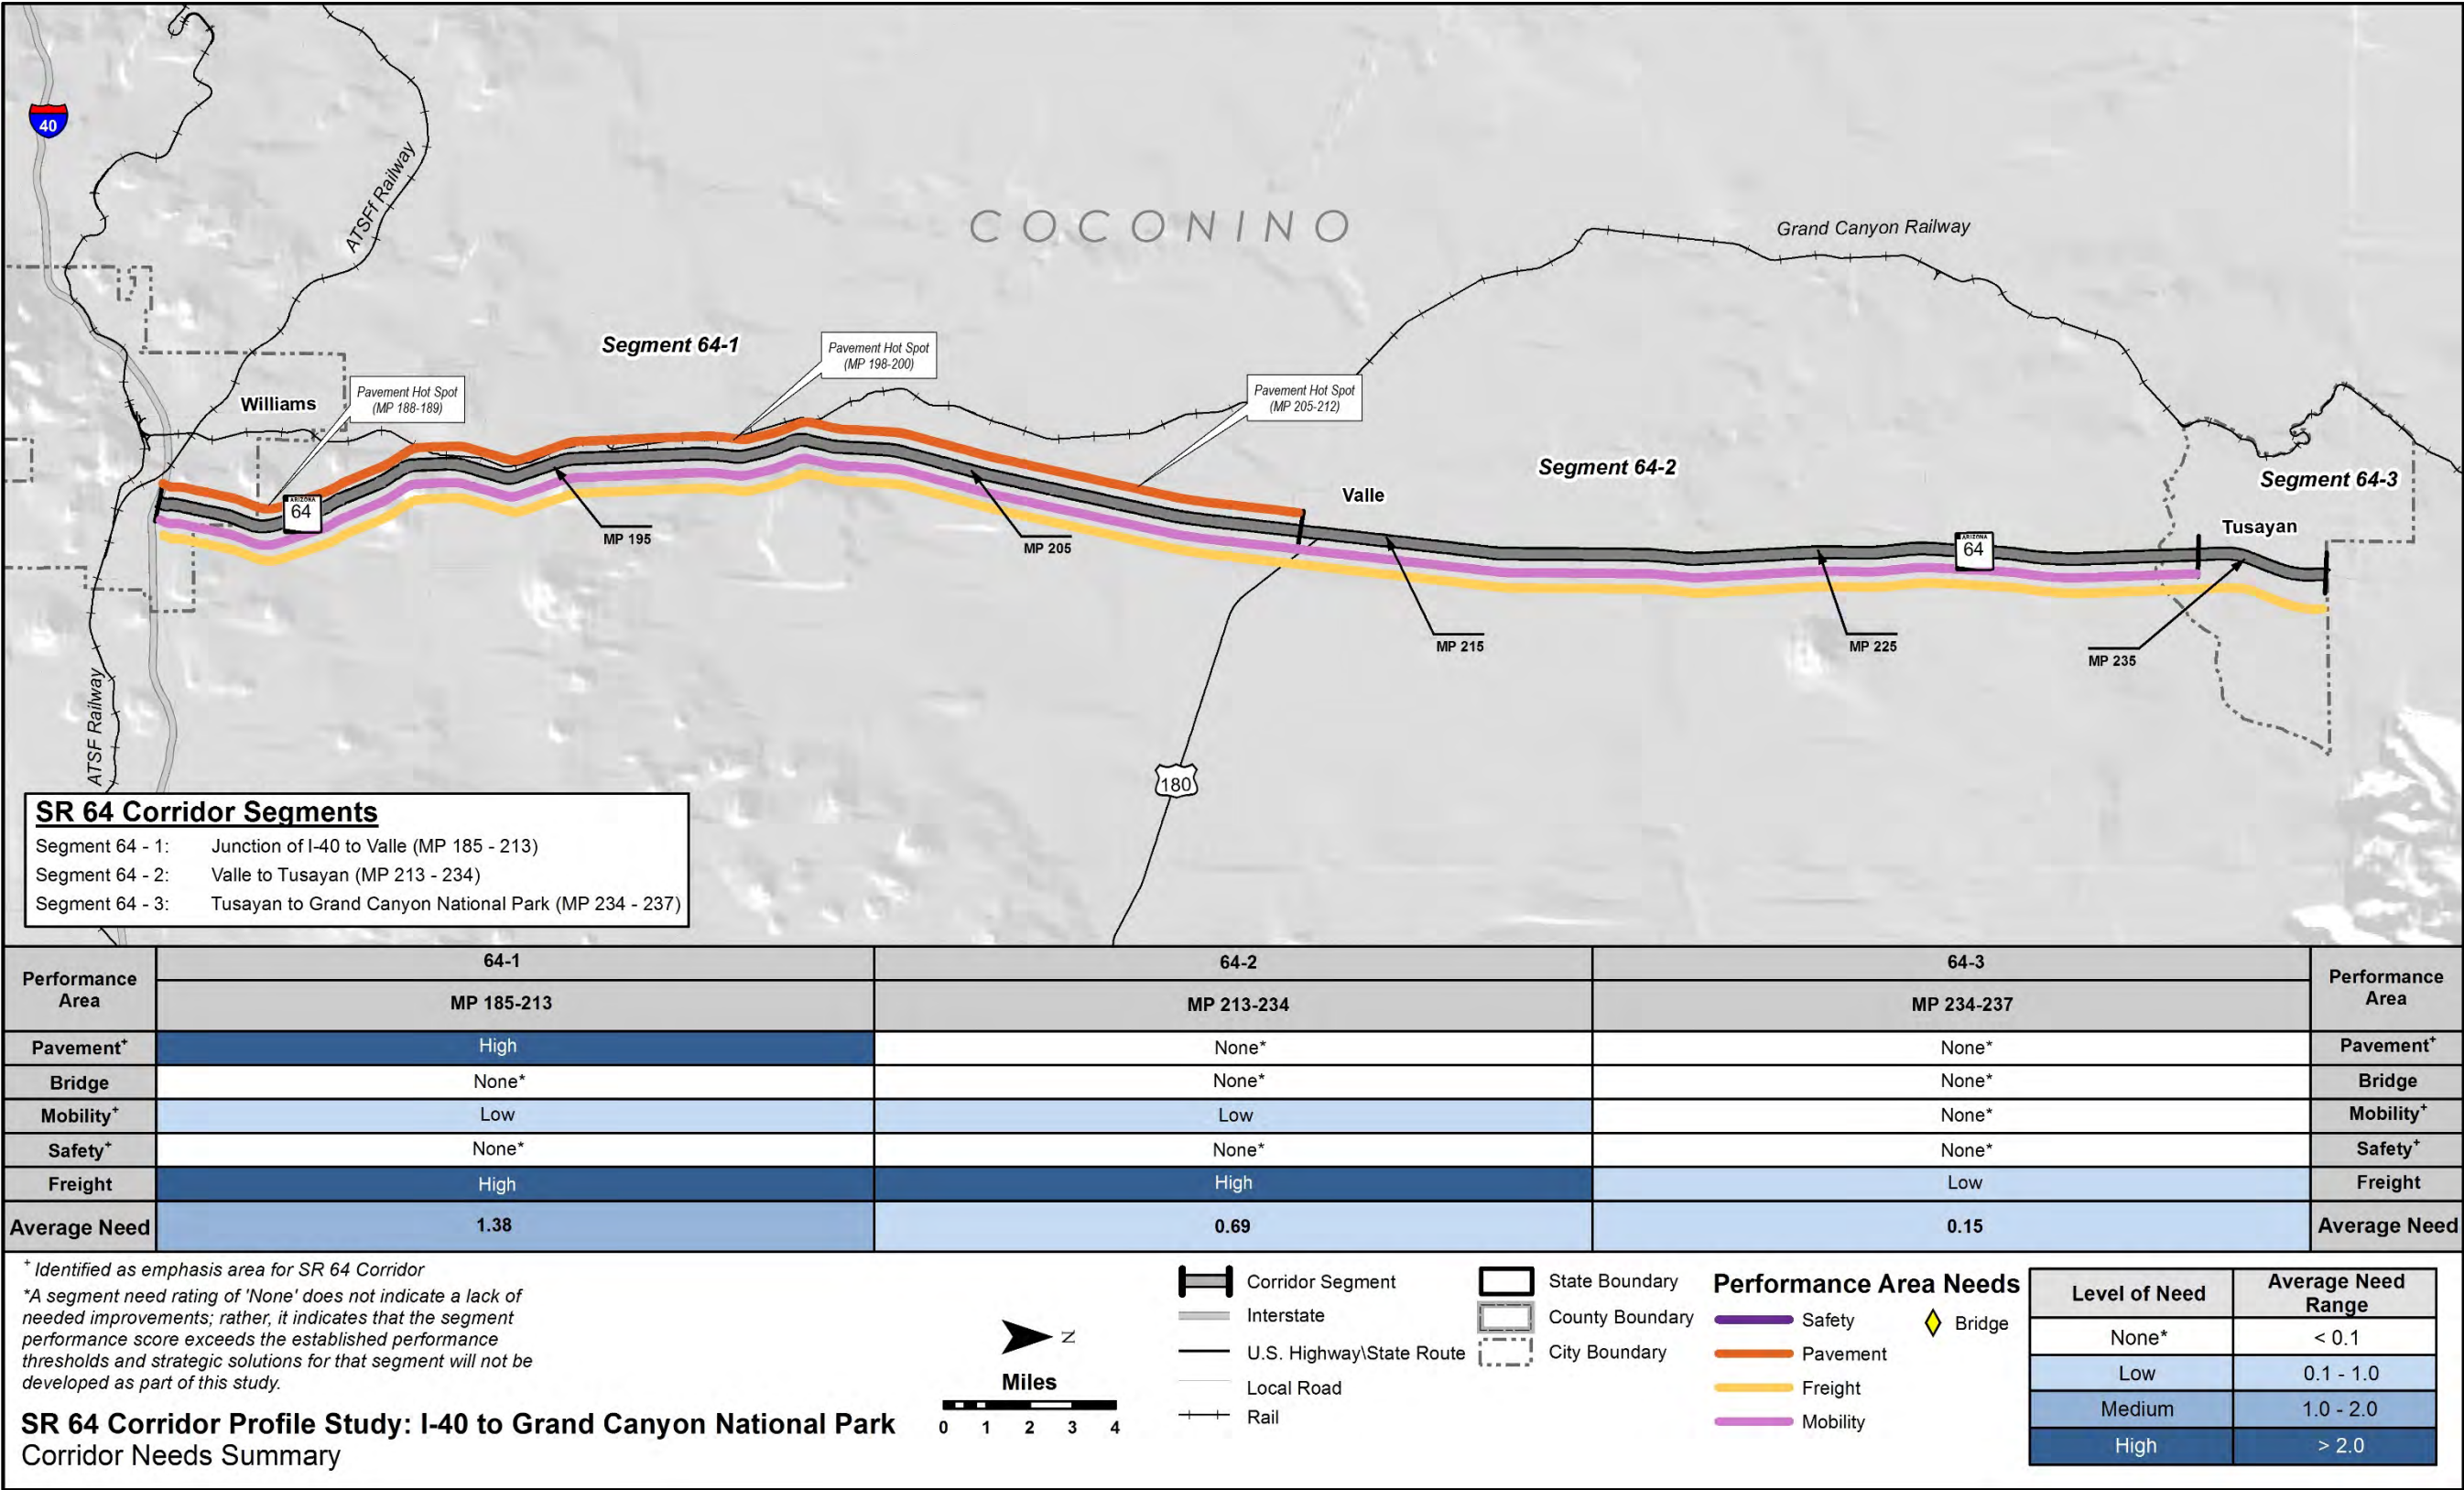 40
ATSFf Railway
COCONINO
Grand Canyon Railway
Segment 64-1
Pavement Hot Spot
(MP 198-200)
Williams
Pavement Hot Spot
(MP 188-189)
Pavement Hot Spot
(MP 205-212)
Segment 64-2
Segment 64-3
Valle
Tusayan
ARIZONA
64
ARIZONA
64
MP 195
MP 205
MP 215
MP 225
MP 235
ATSF Railway
180
SR 64 Corridor Segments
Segment 64 - 1: Junction of I-40 to Valle (MP 185 - 213)
Segment 64 - 2: Valle to Tusayan (MP 213 - 234)
Segment 64 - 3: Tusayan to Grand Canyon National Park (MP 234 - 237)
Performance Area 64-1 64-2 64-3 Performance Area
MP 185-213 MP 213-234 MP 234-237
Pavement+ High None* None* Pavement+
Bridge None* None* None* Bridge
Mobility+ Low Low None* Mobility+
Safety+ None* None* None* Safety+
Freight High High Low Freight
Average Need 1.38 0.69 0.15 Average Need
+ Identified as emphasis area for SR 64 Corridor
*A segment need rating of 'None' does not indicate a lack of
needed improvements; rather, it indicates that the segment
performance score exceeds the established performance
thresholds and strategic solutions for that segment will not be
developed as part of this study.
SR 64 Corridor Profile Study: I-40 to Grand Canyon National Park
Corridor Needs Summary
N
Miles
0 1 2 3 4
Corridor Segment
Interstate
U.S. Highway\State Route
Local Road
Rail
State Boundary
County Boundary
City Boundary
Performance Area Needs
Safety
Pavement
Freight
Mobility
Bridge
Level of Need Average Need Range
None* < 0.1
Low 0.1 - 1.0
Medium 1.0 - 2.0
High > 2.0